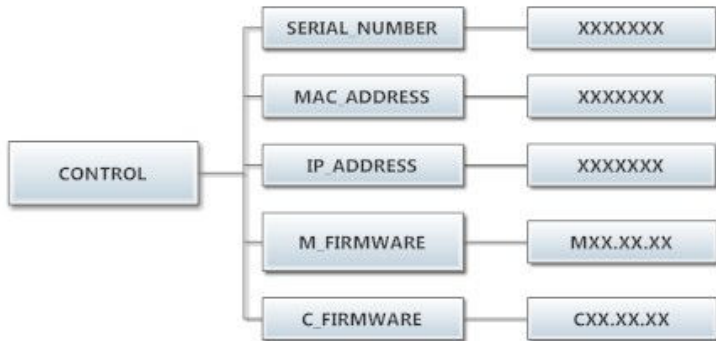 SERIAL_NUMBER XXXXXXX
MAC_ADDRESS XXXXXXX
CONTROL IP_ADDRESS XXXXXXX
M_FIRMWARE MXX.XX.XX
C_FIRMWARE CXX.XX.XX